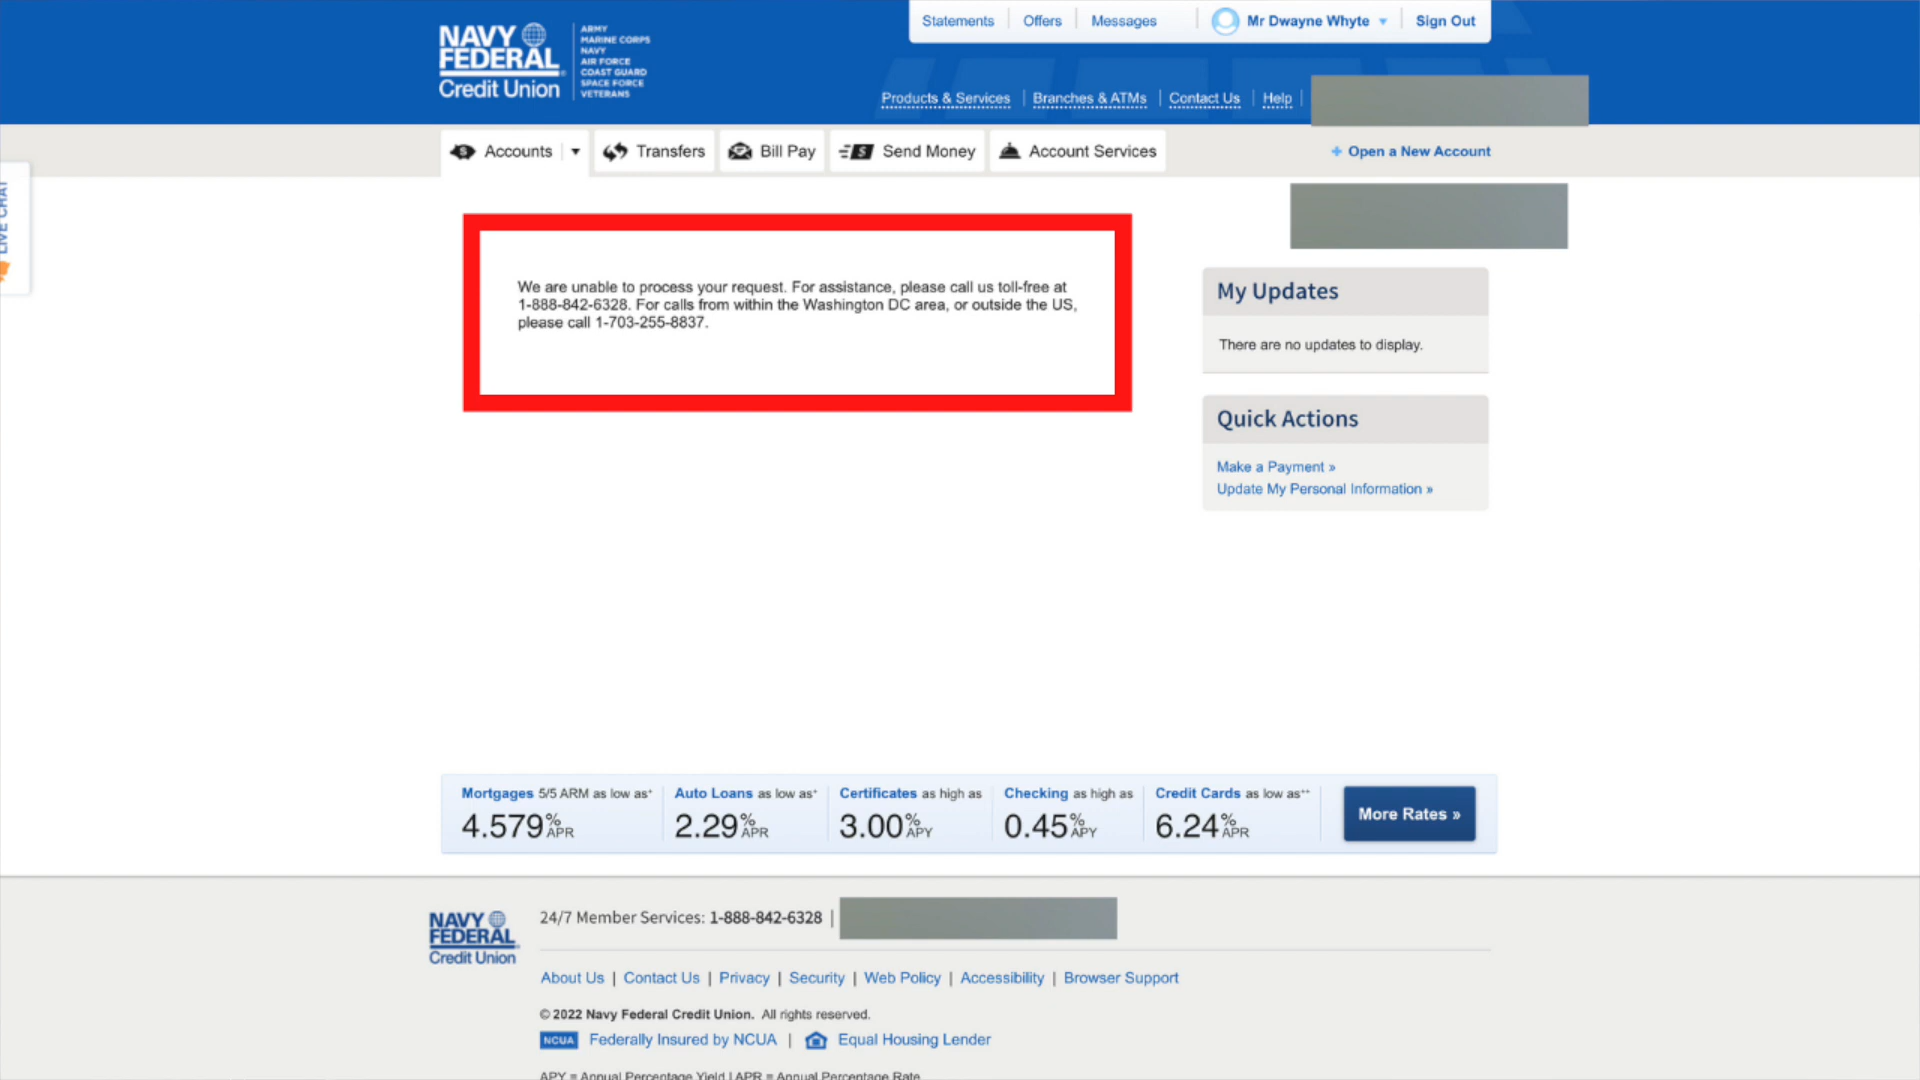 Statements
Offers
Messages
Mr Dwayne Whyte
Sign Out
NAVY
FEDERAL
Credit Union
ARMY
MARINE CORPS
NAVY
AIR FORCE
COAST GUARD
SPACE FORCE
VETERANS
Products & Services
Branches & ATMs
Contact Us
Help
Accounts
Transfers
Bill Pay
Send Money
Account Services
+ Open a New Account
LIVE CHAT
We are unable to process your request. For assistance, please call us toll-free at
1-888-842-6328. For calls from within the Washington DC area, or outside the US,
please call 1-703-255-8837.
My Updates
There are no updates to display.
Quick Actions
Make a Payment »
Update My Personal Information »
Mortgages 5/5 ARM as low as*
4.579% APR
Auto Loans as low as*
2.29% APR
Certificates as high as
3.00% APY
Checking as high as
0.45% APY
Credit Cards as low as**
6.24% APR
More Rates »
NAVY
FEDERAL
Credit Union
24/7 Member Services: 1-888-842-6328 |
About Us | Contact Us | Privacy | Security | Web Policy | Accessibility | Browser Support
© 2022 Navy Federal Credit Union. All rights reserved.
NCUA Federally Insured by NCUA | Equal Housing Lender
APY = Annual Percentage Yield | APR = Annual Percentage Rate